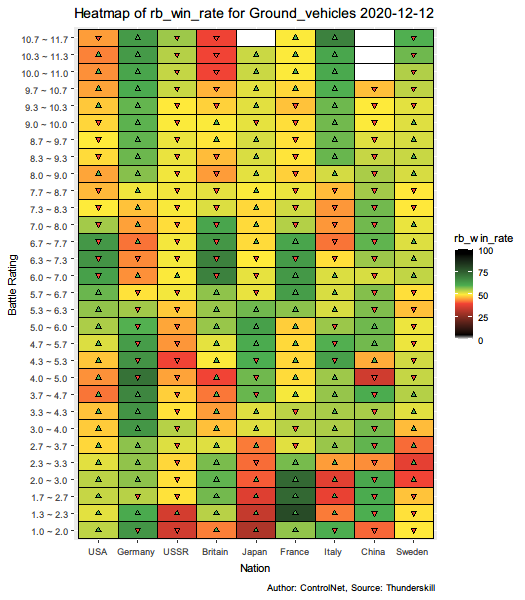 Heatmap of rb_win_rate for Ground_vehicles 2020-12-12
Battle Rating
10.7 ~ 11.7
10.3 ~ 11.3
10.0 ~ 11.0
9.7 ~ 10.7
9.3 ~ 10.3
9.0 ~ 10.0
8.7 ~ 9.7
8.3 ~ 9.3
8.0 ~ 9.0
7.7 ~ 8.7
7.3 ~ 8.3
7.0 ~ 8.0
6.7 ~ 7.7
6.3 ~ 7.3
6.0 ~ 7.0
5.7 ~ 6.7
5.3 ~ 6.3
5.0 ~ 6.0
4.7 ~ 5.7
4.3 ~ 5.3
4.0 ~ 5.0
3.7 ~ 4.7
3.3 ~ 4.3
3.0 ~ 4.0
2.7 ~ 3.7
2.3 ~ 3.3
2.0 ~ 3.0
1.7 ~ 2.7
1.3 ~ 2.3
1.0 ~ 2.0
USA Germany USSR Britain Japan France Italy China Sweden
Nation
rb_win_rate
100
75
50
25
0
Author: ControlNet, Source: Thunderskill